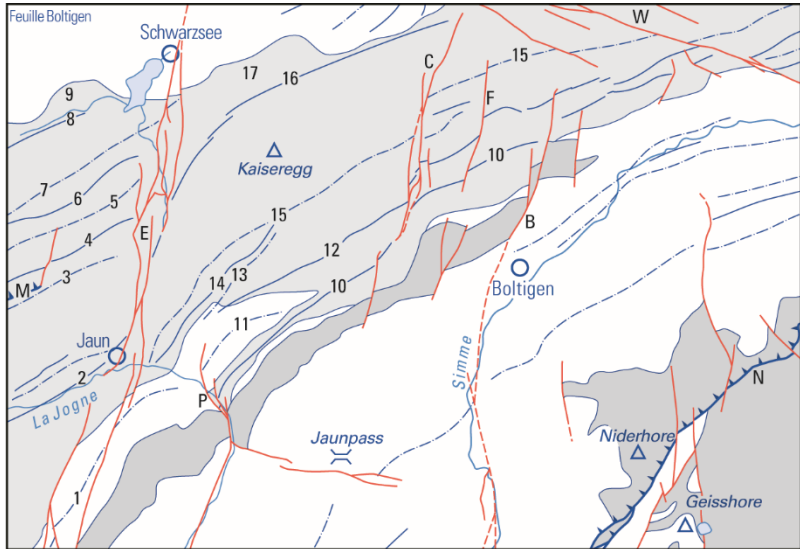 Feuille Boltigen
Schwarzsee
W
C
15
17
16
9
8
F
Kaiseregg
7
10
6
5
15
B
E
4
12
13
14
10
M
3
Boltigen
11
Jaun
2
Simme
N
La Jogne
P
Jaunpass
Niderhore
1
Geisshore